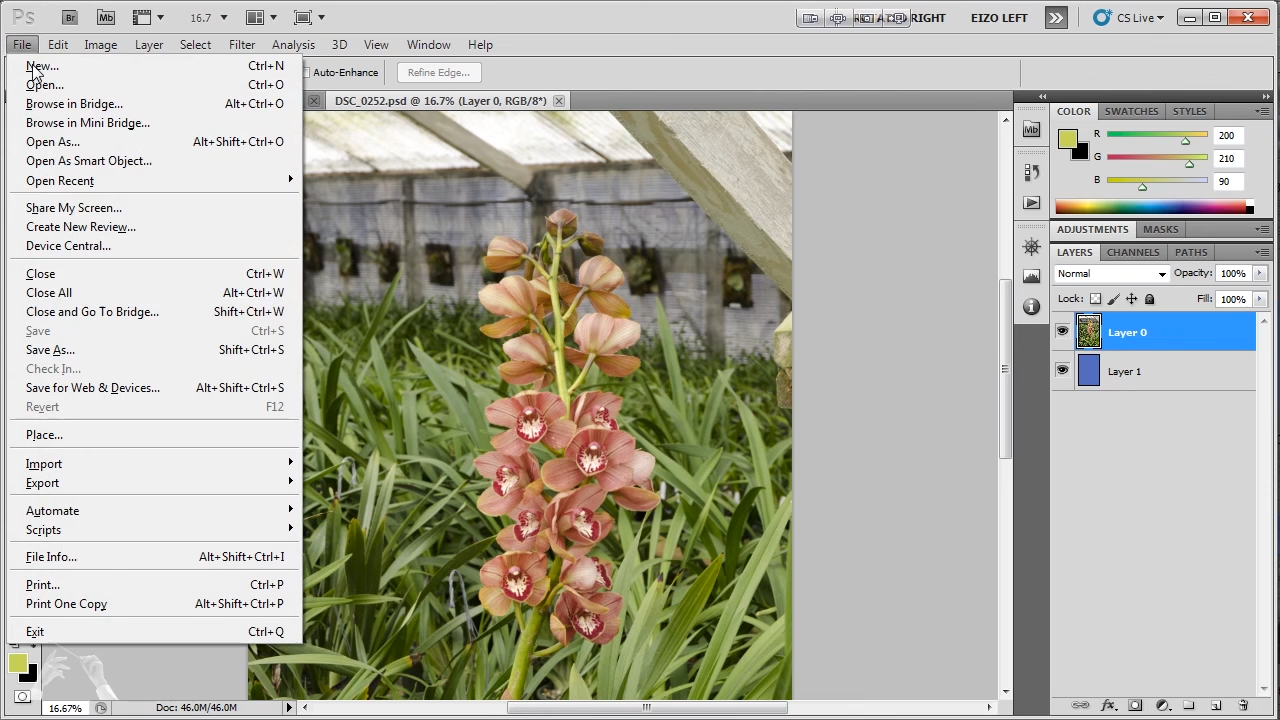 Ps Br Mb 16.7 RIGHT EIZO LEFT CS Live
File Edit Image Layer Select Filter Analysis 3D View Window Help
Auto-Enhance Refine Edge...
DSC_0252.psd @ 16.7% (Layer 0, RGB/8*)
New... Ctrl+N
Open... Ctrl+O
Browse in Bridge... Alt+Ctrl+O
Browse in Mini Bridge...
Open As... Alt+Shift+Ctrl+O
Open As Smart Object...
Open Recent
Share My Screen...
Create New Review...
Device Central...
Close Ctrl+W
Close All Alt+Ctrl+W
Close and Go To Bridge... Shift+Ctrl+W
Save Ctrl+S
Save As... Shift+Ctrl+S
Check In...
Save for Web & Devices... Alt+Shift+Ctrl+S
Revert F12
Place...
Import
Export
Automate
Scripts
File Info... Alt+Shift+Ctrl+I
Print... Ctrl+P
Print One Copy Alt+Shift+Ctrl+P
Exit Ctrl+Q
16.67% Doc: 46.0M/46.0M
Mb
COLOR SWATCHES STYLES
R 200
G 210
B 90
ADJUSTMENTS MASKS
LAYERS CHANNELS PATHS
Normal Opacity: 100%
Lock: Fill: 100%
Layer 0
Layer 1
fx